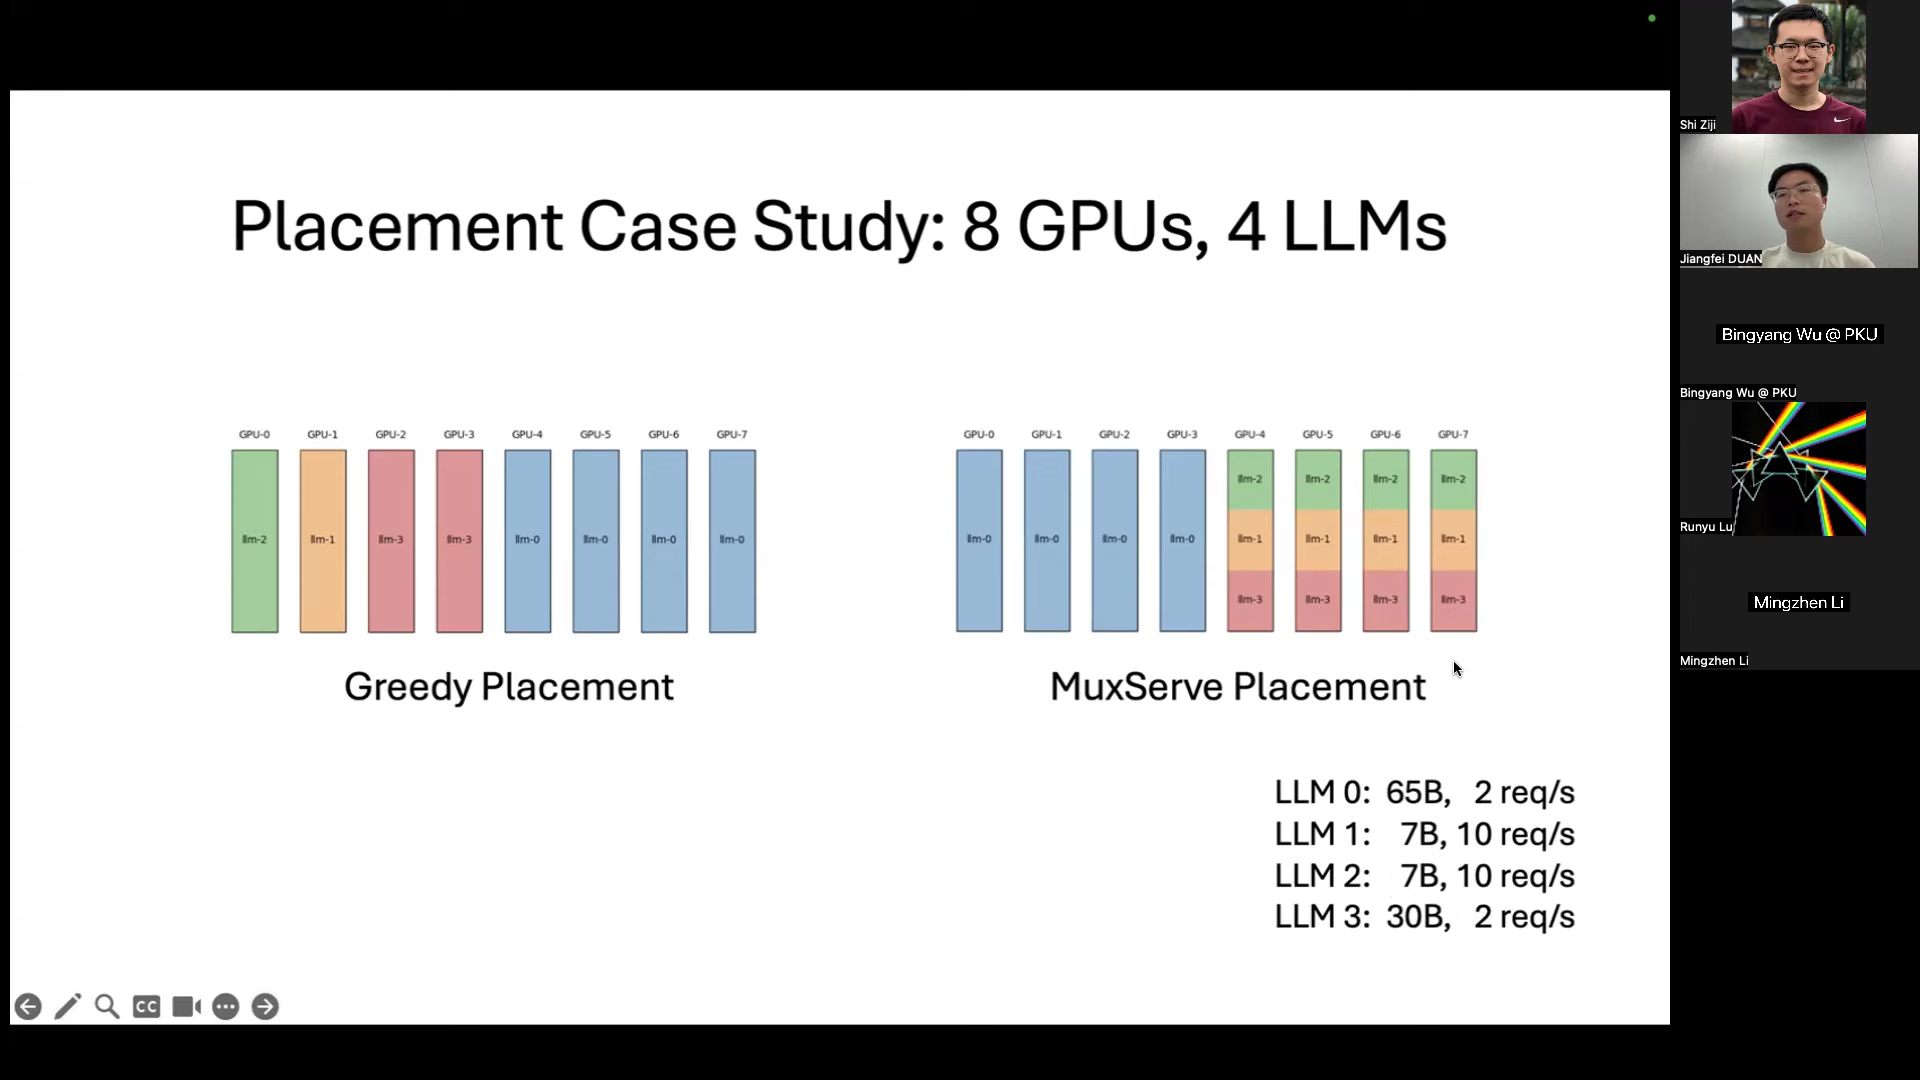 Placement Case Study: 8 GPUs, 4 LLMs
GPU-0 GPU-1 GPU-2 GPU-3 GPU-4 GPU-5 GPU-6 GPU-7
llm-2 llm-1 llm-3 llm-3 llm-0 llm-0 llm-0 llm-0
Greedy Placement
GPU-0 GPU-1 GPU-2 GPU-3 GPU-4 GPU-5 GPU-6 GPU-7
llm-2 llm-2 llm-2 llm-2
llm-0 llm-0 llm-0 llm-0 llm-1 llm-1 llm-1 llm-1
llm-3 llm-3 llm-3 llm-3
MuxServe Placement
LLM 0: 65B, 2 req/s
LLM 1: 7B, 10 req/s
LLM 2: 7B, 10 req/s
LLM 3: 30B, 2 req/s
CC
Shi Ziji
Jiangfei DUAN
Bingyang Wu @ PKU
Bingyang Wu @ PKU
Runyu Lu
Mingzhen Li
Mingzhen Li